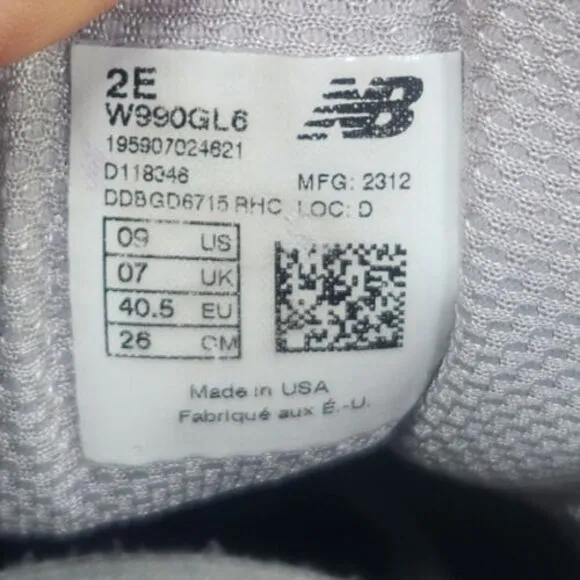 2E
NB
W990GL6
195907024621
D118346
MFG: 2312
DDBGD6715 RHC LOC: D
09 US
07 UK
40.5 EU
26 CM
Made in USA
Fabriqué aux É.-U.